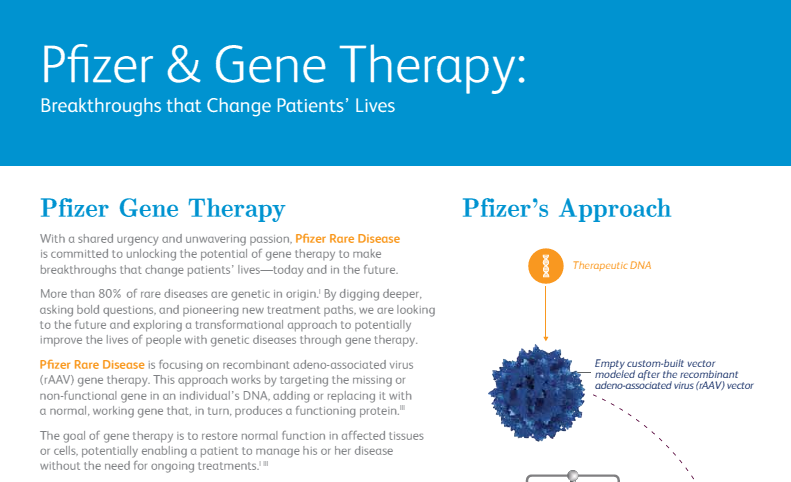 Pfizer & Gene Therapy:
Breakthroughs that Change Patients’ Lives
Pfizer Gene Therapy
With a shared urgency and unwavering passion, Pfizer Rare Disease
is committed to unlocking the potential of gene therapy to make
breakthroughs that change patients’ lives—today and in the future.
More than 80% of rare diseases are genetic in origin.ᴵ By digging deeper,
asking bold questions, and pioneering new treatment paths, we are looking
to the future and exploring a transformational approach to potentially
improve the lives of people with genetic diseases through gene therapy.
Pfizer Rare Disease is focusing on recombinant adeno-associated virus
(rAAV) gene therapy. This approach works by targeting the missing or
non-functional gene in an individual’s DNA, adding or replacing it with
a normal, working gene that, in turn, produces a functioning protein.ᴵᴵᴵ
The goal of gene therapy is to restore normal function in affected tissues
or cells, potentially enabling a patient to manage his or her disease
without the need for ongoing treatments.ᴵ ᴵᴵᴵ
Pfizer’s Approach
Therapeutic DNA
Empty custom-built vector
modeled after the recombinant
adeno-associated virus (rAAV) vector